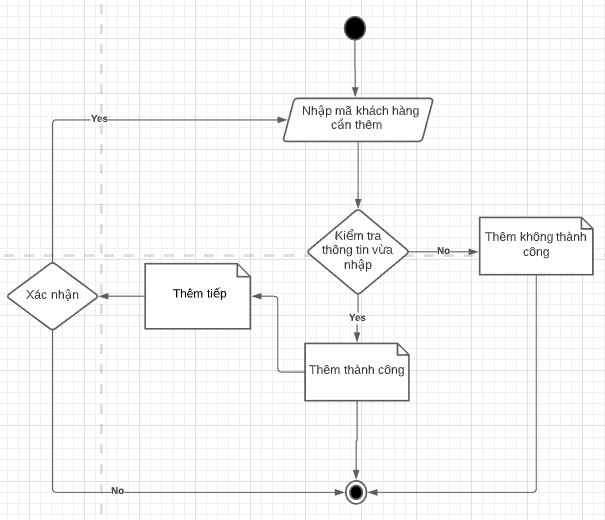 Nhập mã khách hàng
cần thêm
Yes
Kiểm tra
thông tin vừa
nhập
No
Thêm không thành
công
Xác nhận
Thêm tiếp
Yes
Thêm thành công
No